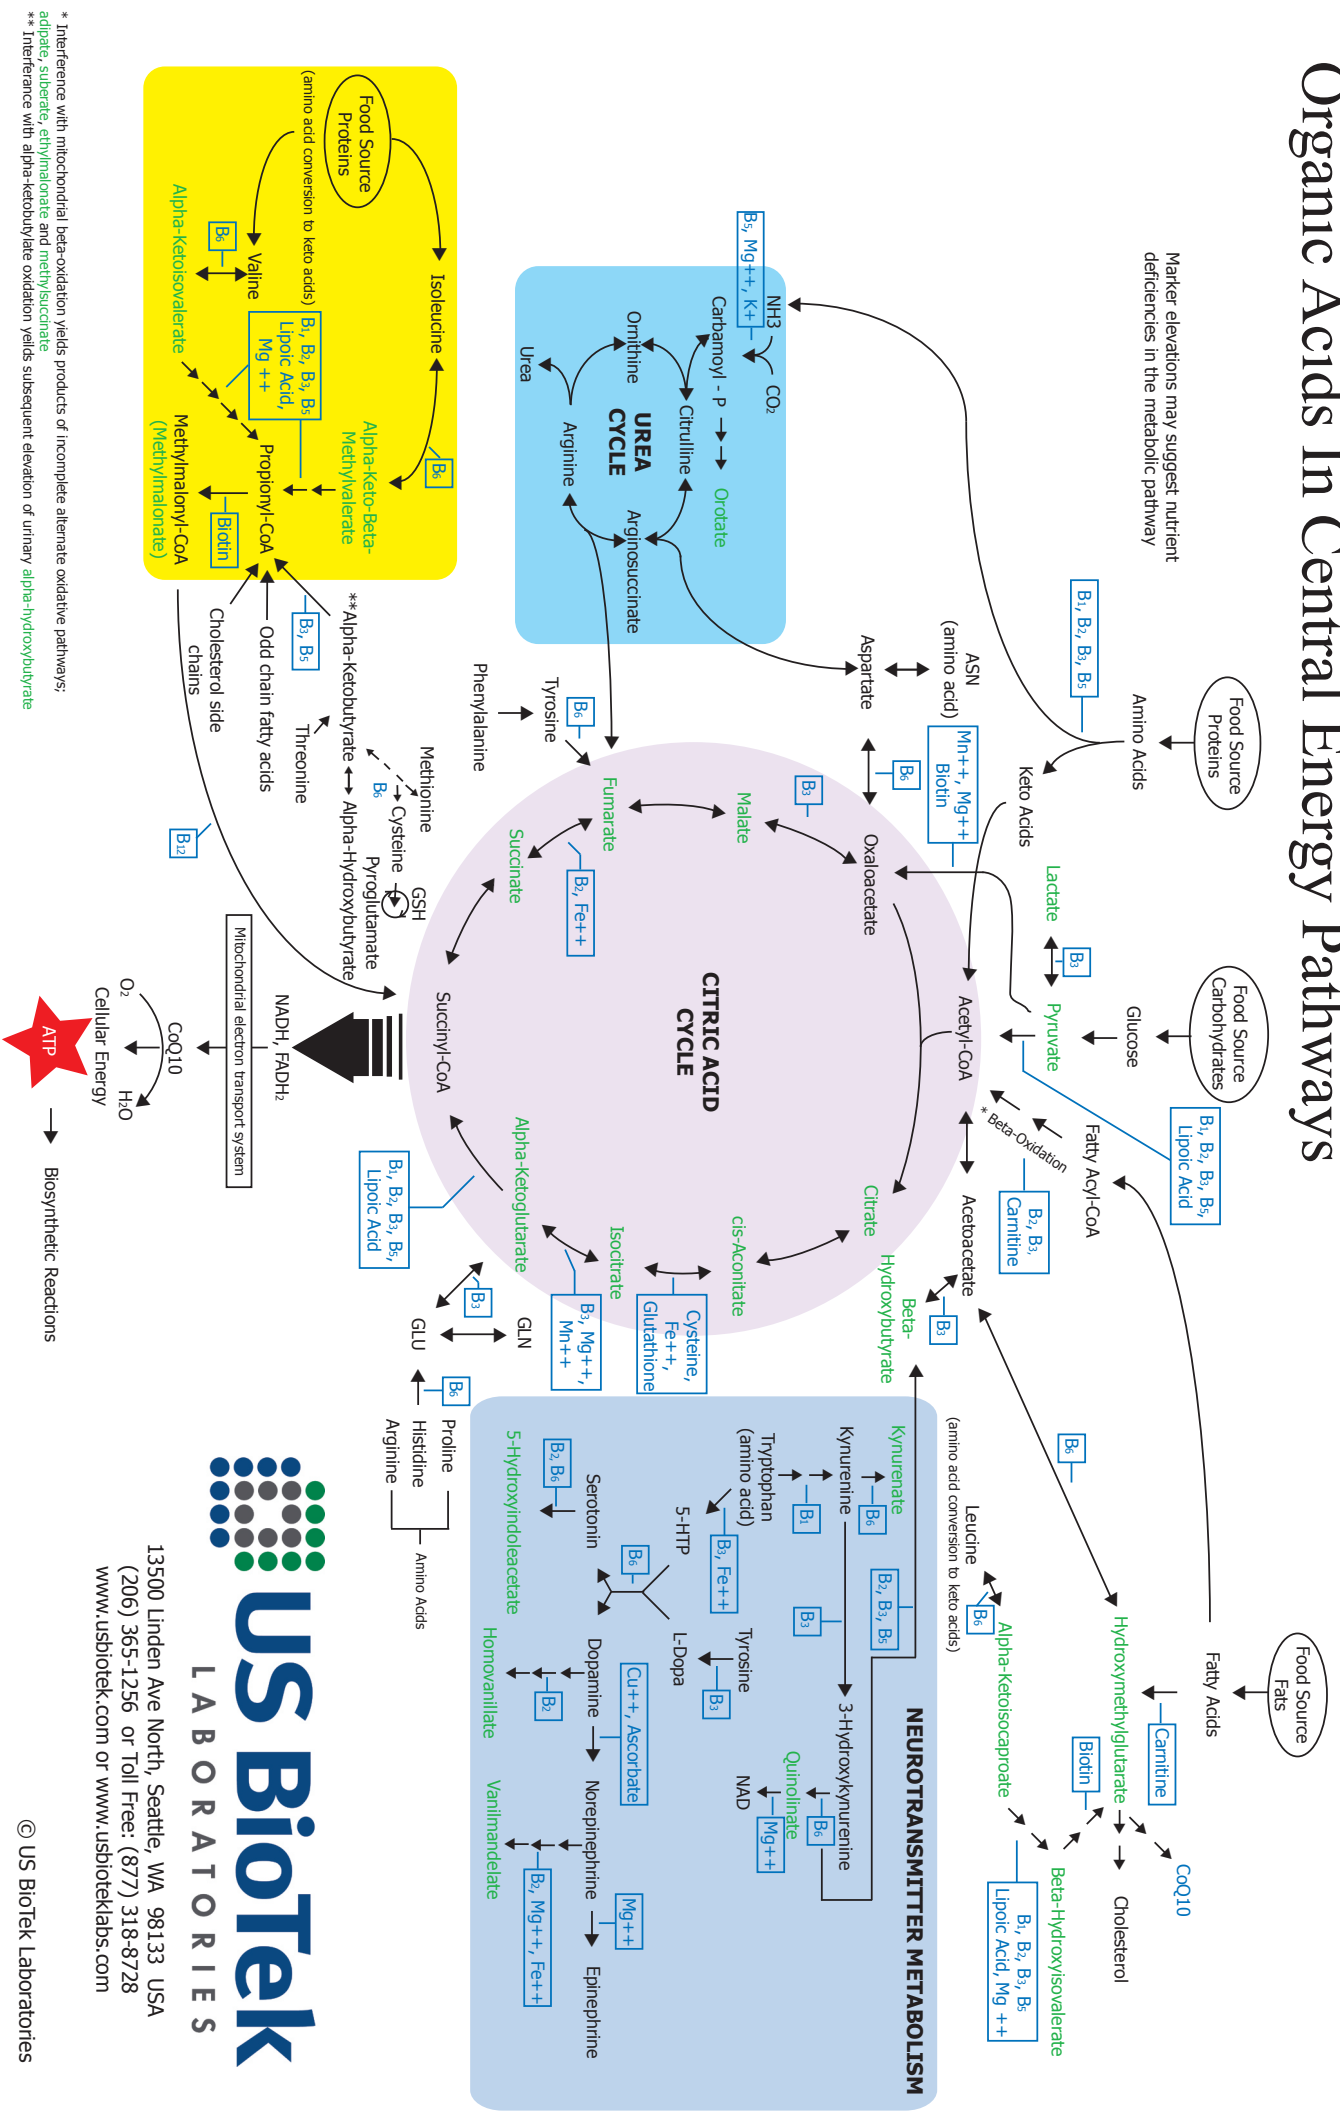 Organic Acids In Central Energy Pathways
Marker elevations may suggest nutrient
deficiencies in the metabolic pathway
Food Source
Proteins
Amino Acids
B1, B2, B3, B5
Keto Acids
Food Source
Carbohydrates
Glucose
Lactate
B3
Pyruvate
B1, B2, B3, B5,
Lipoic Acid
Food Source
Fats
Fatty Acids
Carnitine
Fatty Acyl-CoA
* Beta-Oxidation
B2, B3,
Carnitine
Hydroxymethylglutarate
CoQ10
Cholesterol
Biotin
B6
Beta-Hydroxyisovalerate
B1, B2, B3, B5
Lipoic Acid, Mg ++
Alpha-Ketoisocaproate
B6
Leucine
(amino acid conversion to keto acids)
Acetyl-CoA
Acetoacetate
B3
Beta-
Hydroxybutyrate
ASN
(amino acid)
Aspartate
B6
Mn++, Mg++
Biotin
NH3
CO2
B5, Mg++, K+
Carbamoyl - P
Orotate
Citrulline
Ornithine
UREA
CYCLE
Arginosuccinate
Arginine
Urea
CITRIC ACID
CYCLE
Oxaloacetate
B3
Malate
Fumarate
B2, Fe++
Succinate
Succinyl-CoA
Citrate
cis-Aconitate
Cysteine,
Fe++,
Glutathione
Isocitrate
B3, Mg++,
Mn++
Alpha-Ketoglutarate
B1, B2, B3, B5,
Lipoic Acid
B6
Tyrosine
Phenylalanine
B3
GLN
GLU
B6
Proline
Histidine
Arginine
Amino Acids
NEUROTRANSMITTER METABOLISM
Kynurenate
B6
B2, B3, B5
Kynurenine
B1
B3
3-Hydroxykynurenine
B6
Quinolinate
Mg++
NAD
Tryptophan
(amino acid)
B3, Fe++
5-HTP
Tyrosine
B3
L-Dopa
B6
Serotonin
B2, B6
5-Hydroxyindoleacetate
Dopamine
Cu++, Ascorbate
B2
Homovanillate
Norepinephrine
Mg++
B2, Mg++, Fe++
Vanilmandelate
Epinephrine
Food Source
Proteins
(amino acid conversion to keto acids)
Isoleucine
B6
Alpha-Keto-Beta-
Methylvalerate
Valine
B6
Alpha-Ketoisovalerate
B1, B2, B3, B5
Lipoic Acid,
Mg ++
Propionyl-CoA
Biotin
Methylmalonyl-CoA
(Methylmalonate)
Methionine
B6
Cysteine
GSH
Pyroglutamate
**Alpha-Ketobutyrate
Alpha-Hydroxybutyrate
B3, B5
Threonine
Odd chain fatty acids
Cholesterol side
chains
B12
NADH, FADH2
Mitochondrial electron transport system
CoQ10
O2
H2O
Cellular Energy
ATP
Biosynthetic Reactions
* Interference with mitochondrial beta-oxidation yields products of incomplete alternate oxidative pathways;
adipate, suberate, ethylmalonate and methylsuccinate
** Interferance with alpha-ketobutylate oxidation yeilds subsequent elevation of urinary alpha-hydroxybutyrate
US BioTek
LABORATORIES
13500 Linden Ave North, Seattle, WA 98133 USA
(206) 365-1256 or Toll Free: (877) 318-8728
www.usbiotek.com or www.usbioteklabs.com
© US BioTek Laboratories